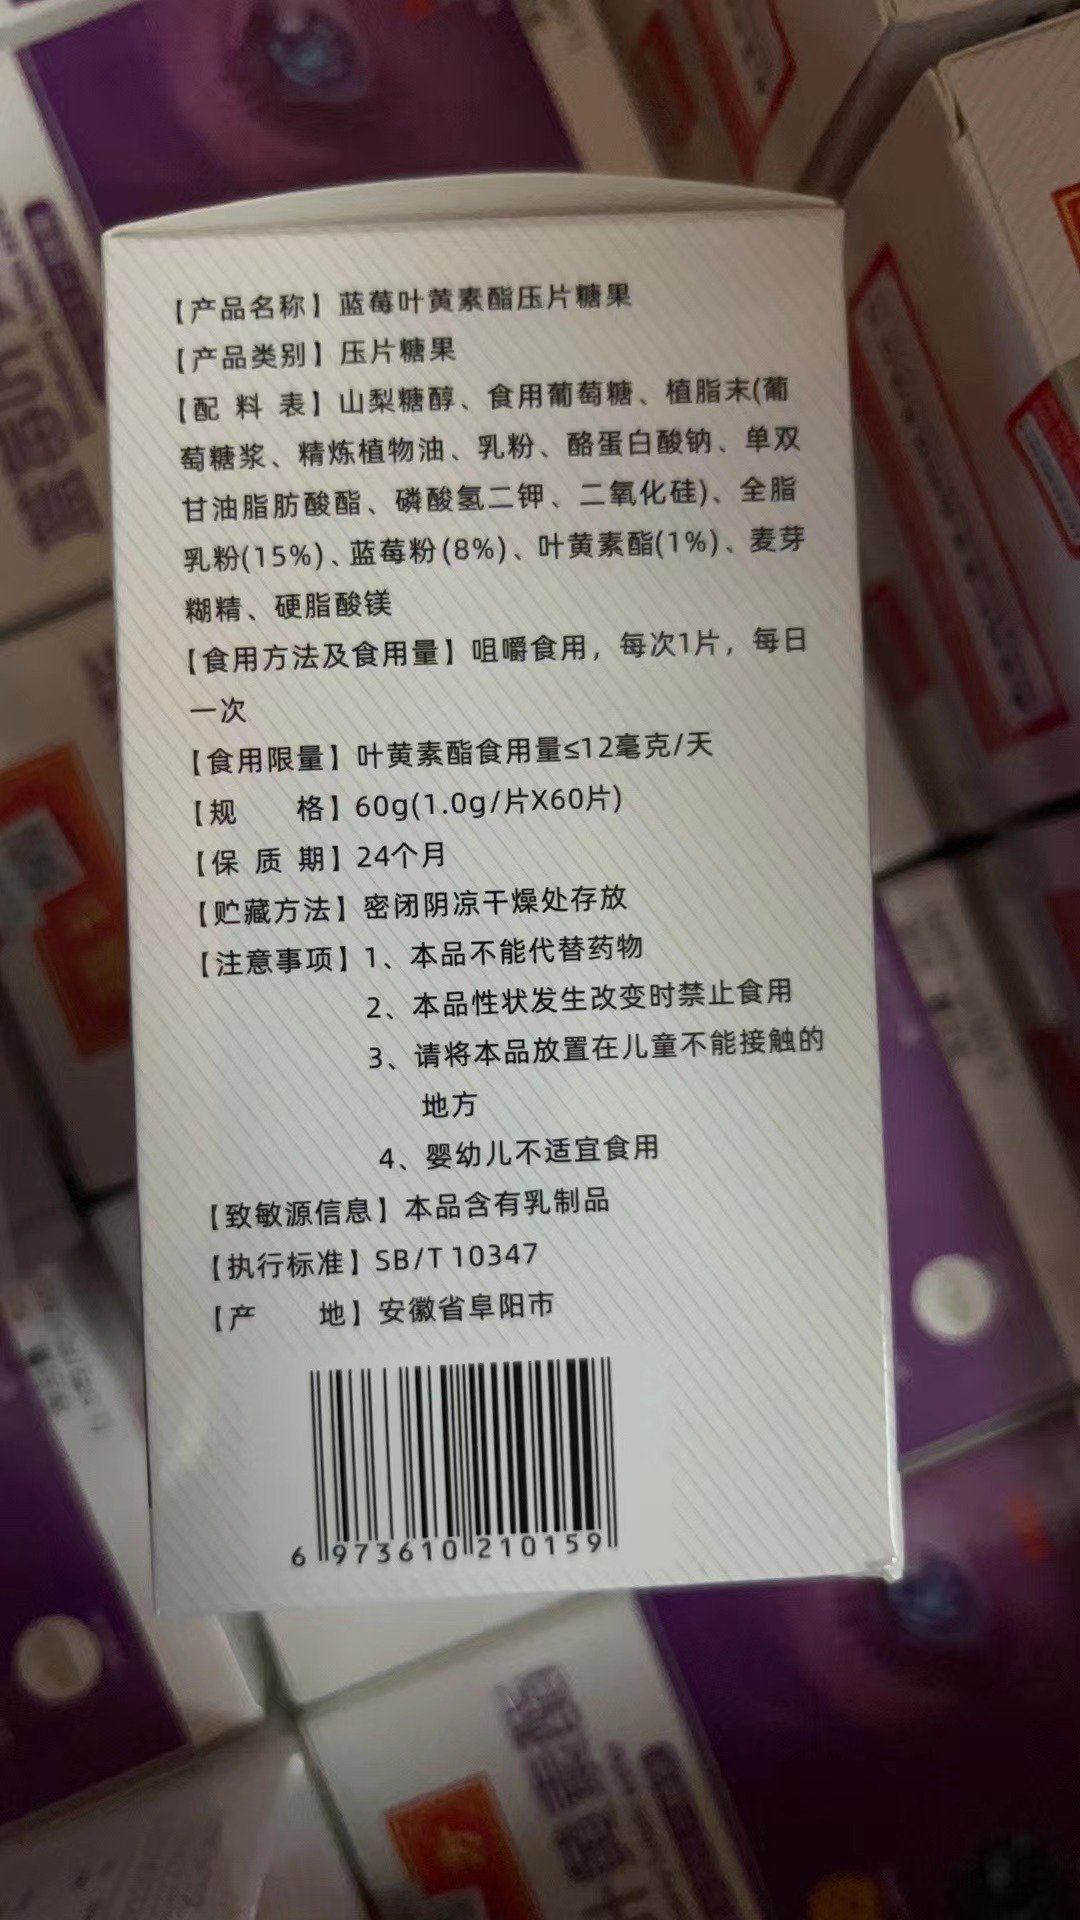 【产品名称】蓝莓叶黄素酯压片糖果
【产品类别】压片糖果
【配 料 表】山梨糖醇、食用葡萄糖、植脂末(葡
萄糖浆、精炼植物油、乳粉、酪蛋白酸钠、单双
甘油脂肪酸酯、磷酸氢二钾、二氧化硅)、全脂
乳粉(15%)、蓝莓粉(8%)、叶黄素酯(1%)、麦芽
糊精、硬脂酸镁
【食用方法及食用量】咀嚼食用，每次1片，每日
一次
【食用限量】叶黄素酯食用量≤12毫克/天
【规 格】60g(1.0g/片X60片)
【保 质 期】24个月
【贮藏方法】密闭阴凉干燥处存放
【注意事项】1、本品不能代替药物
2、本品性状发生改变时禁止食用
3、请将本品放置在儿童不能接触的
地方
4、婴幼儿不适宜食用
【致敏源信息】本品含有乳制品
【执行标准】SB/T 10347
【产 地】安徽省阜阳市
6 973610 210159